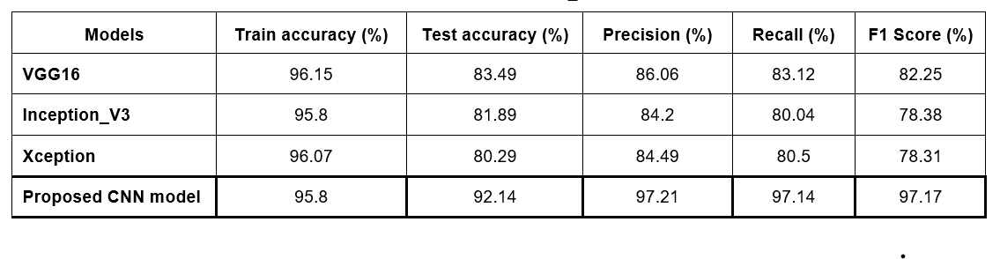 Models Train accuracy (%) Test accuracy (%) Precision (%) Recall (%) F1 Score (%)
VGG16 96.15 83.49 86.06 83.12 82.25
Inception_V3 95.8 81.89 84.2 80.04 78.38
Xception 96.07 80.29 84.49 80.5 78.31
Proposed CNN model 95.8 92.14 97.21 97.14 97.17
.